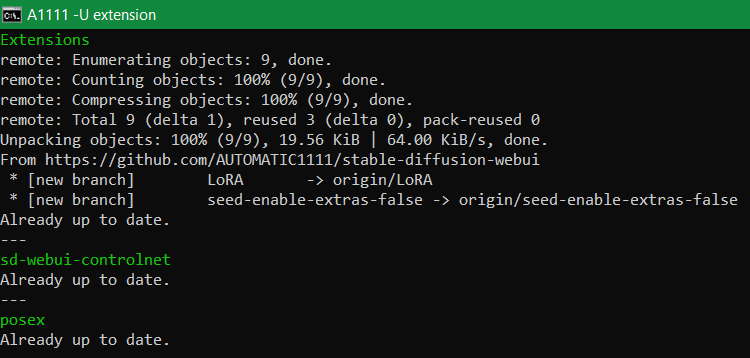 C:\. A1111 -U extension
Extensions
remote: Enumerating objects: 9, done.
remote: Counting objects: 100% (9/9), done.
remote: Compressing objects: 100% (9/9), done.
remote: Total 9 (delta 1), reused 3 (delta 0), pack-reused 0
Unpacking objects: 100% (9/9), 19.56 KiB | 64.00 KiB/s, done.
From https://github.com/AUTOMATIC1111/stable-diffusion-webui
 * [new branch]        LoRA       -> origin/LoRA
 * [new branch]        seed-enable-extras-false -> origin/seed-enable-extras-false
Already up to date.
---
sd-webui-controlnet
Already up to date.
---
posex
Already up to date.